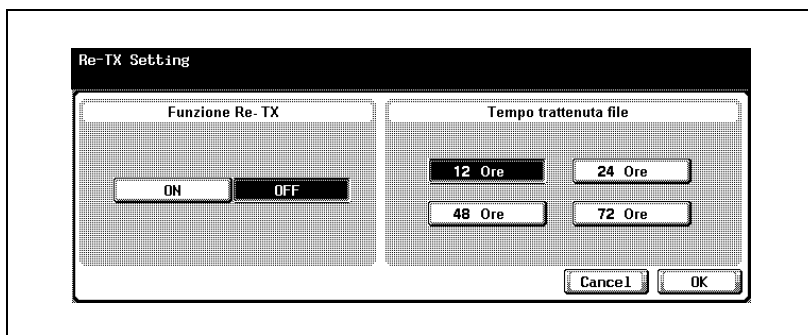 Re-TX Setting
Funzione Re-TX
Tempo trattenuta file
ON
OFF
12 Ore
24 Ore
48 Ore
72 Ore
Cancel
OK